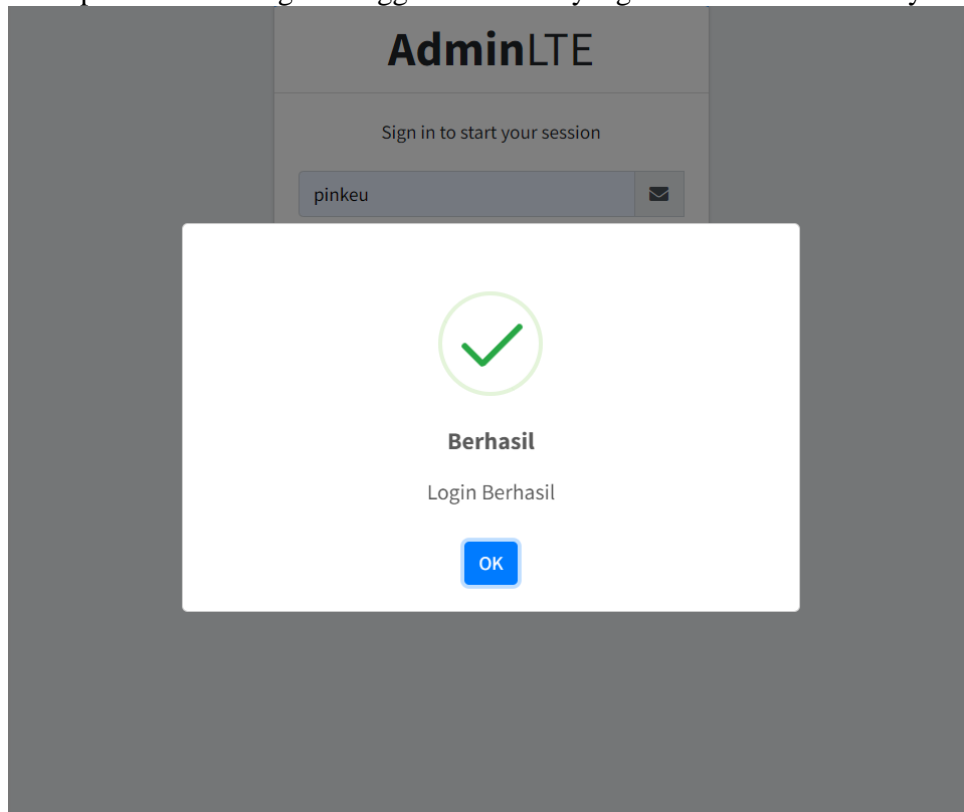 AdminLTE
Sign in to start your session
pinkeu
Berhasil
Login Berhasil
OK